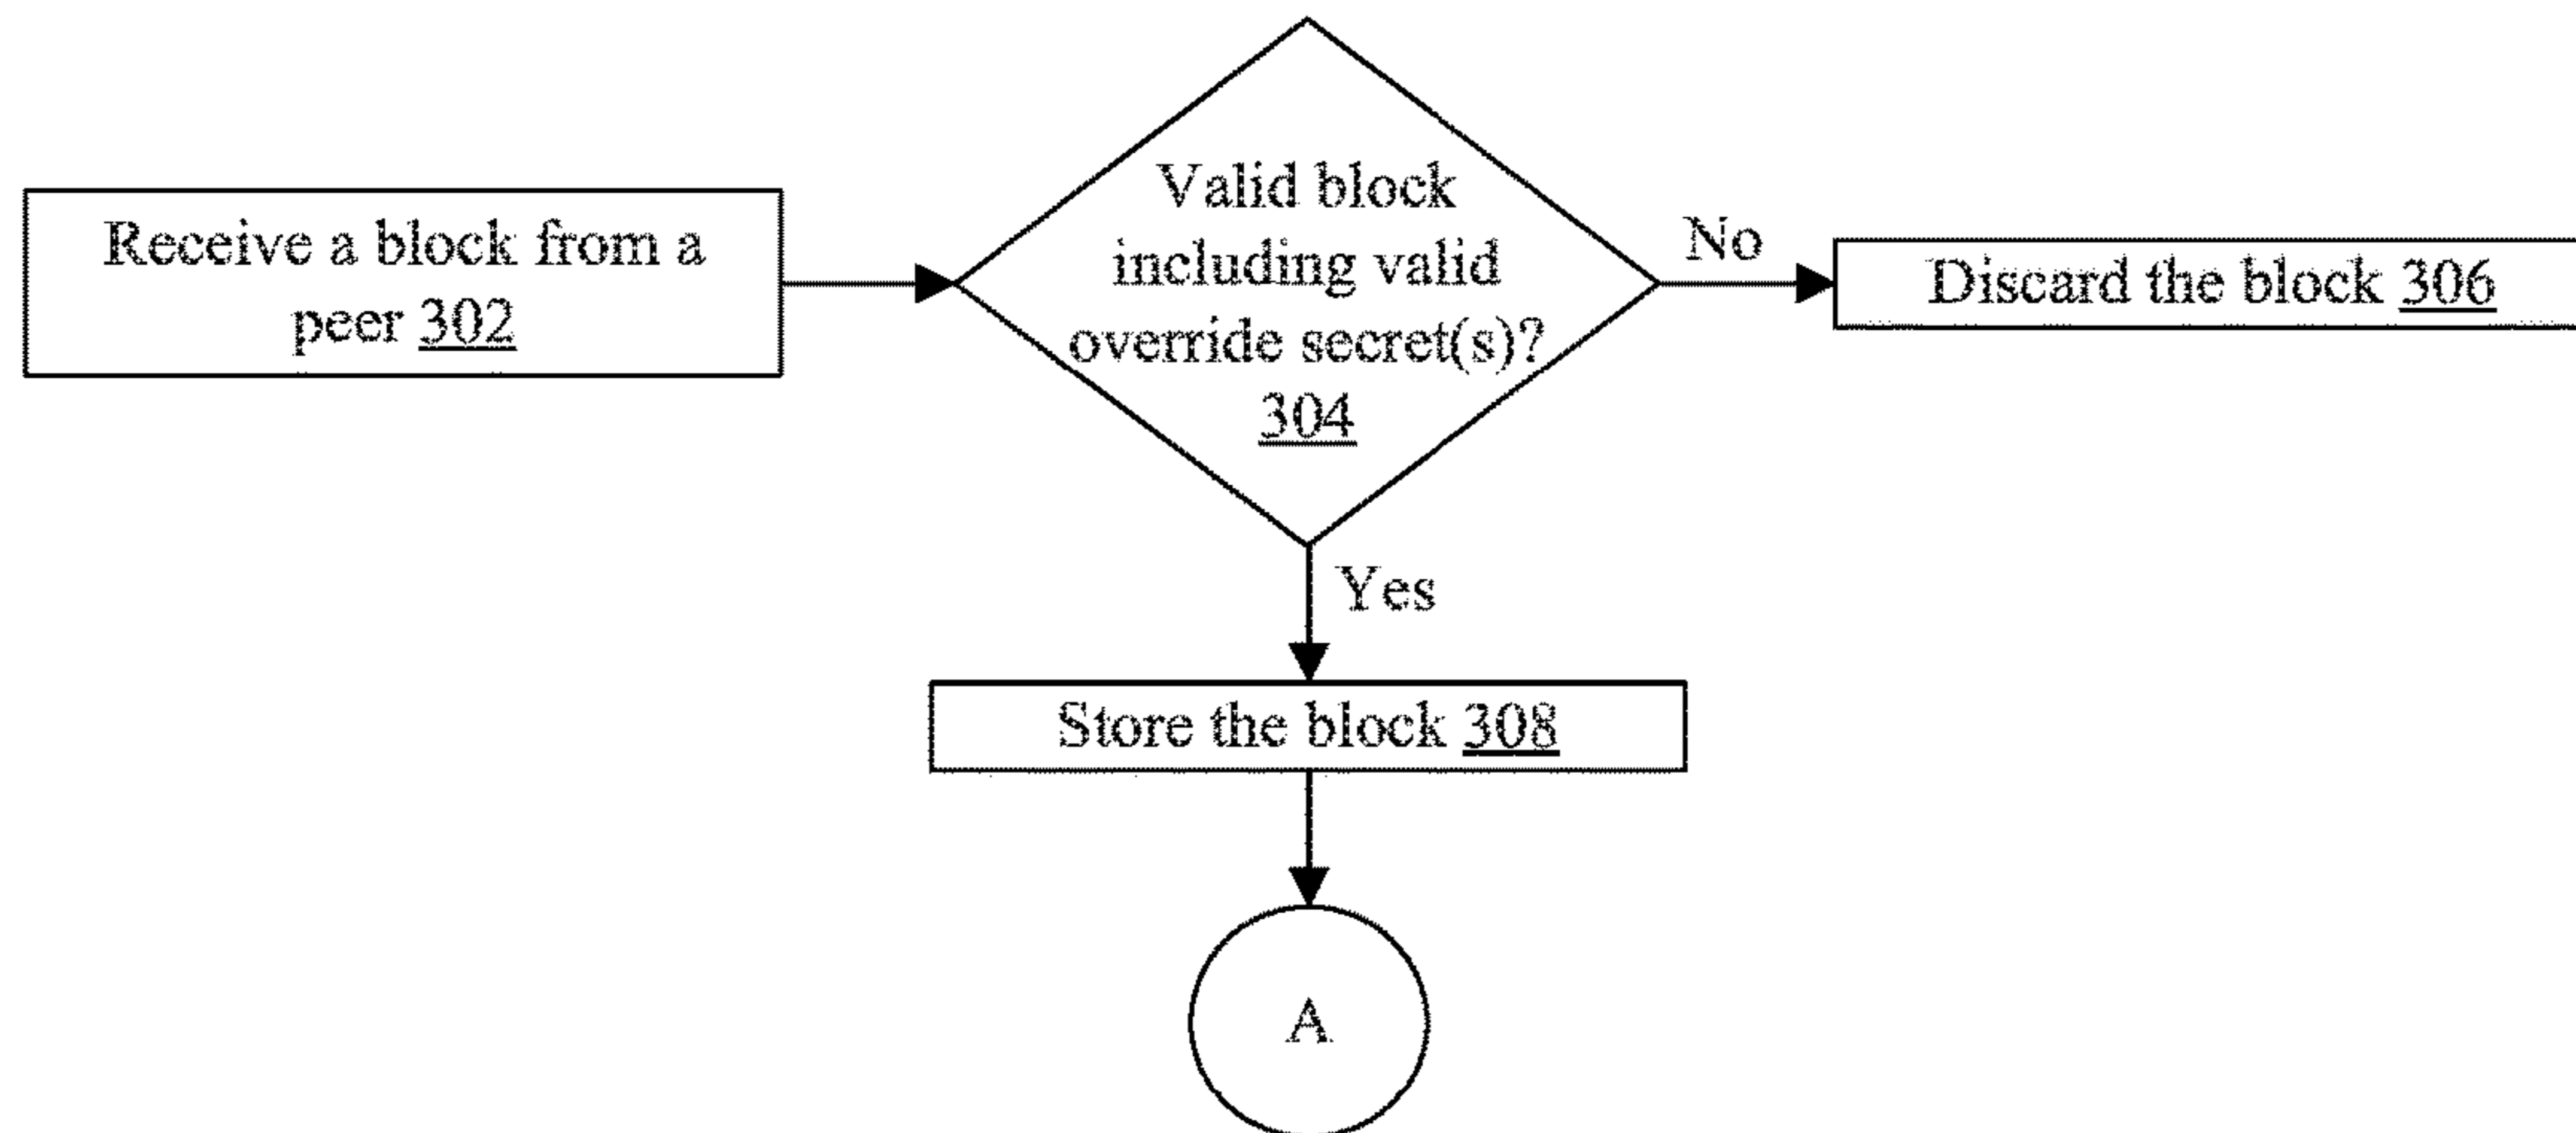 Receive a block from a
peer 302
Valid block
including valid
override secret(s)?
304
No
Discard the block 306
Yes
Store the block 308
A